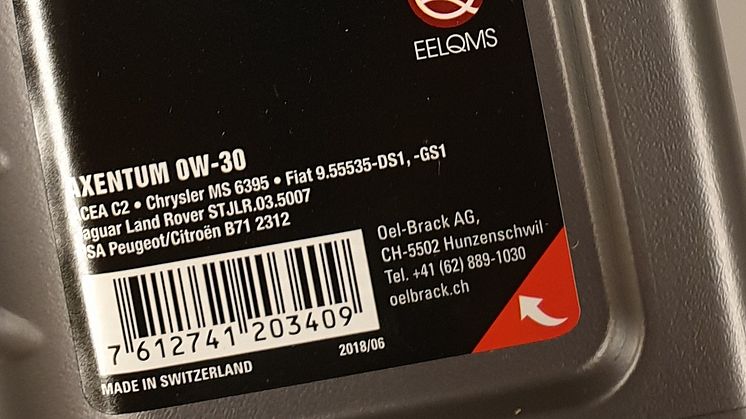 EELQMS
AXENTUM 0W-30
ACEA C2 • Chrysler MS 6395 • Fiat 9.55535-DS1, -GS1
Jaguar Land Rover STJLR.03.5007
PSA Peugeot/Citroën B71 2312
Oel-Brack AG,
CH-5502 Hunzenschwil
Tel. +41 (62) 889-1030
oelbrack.ch
7 612741 203409
2018/06
MADE IN SWITZERLAND